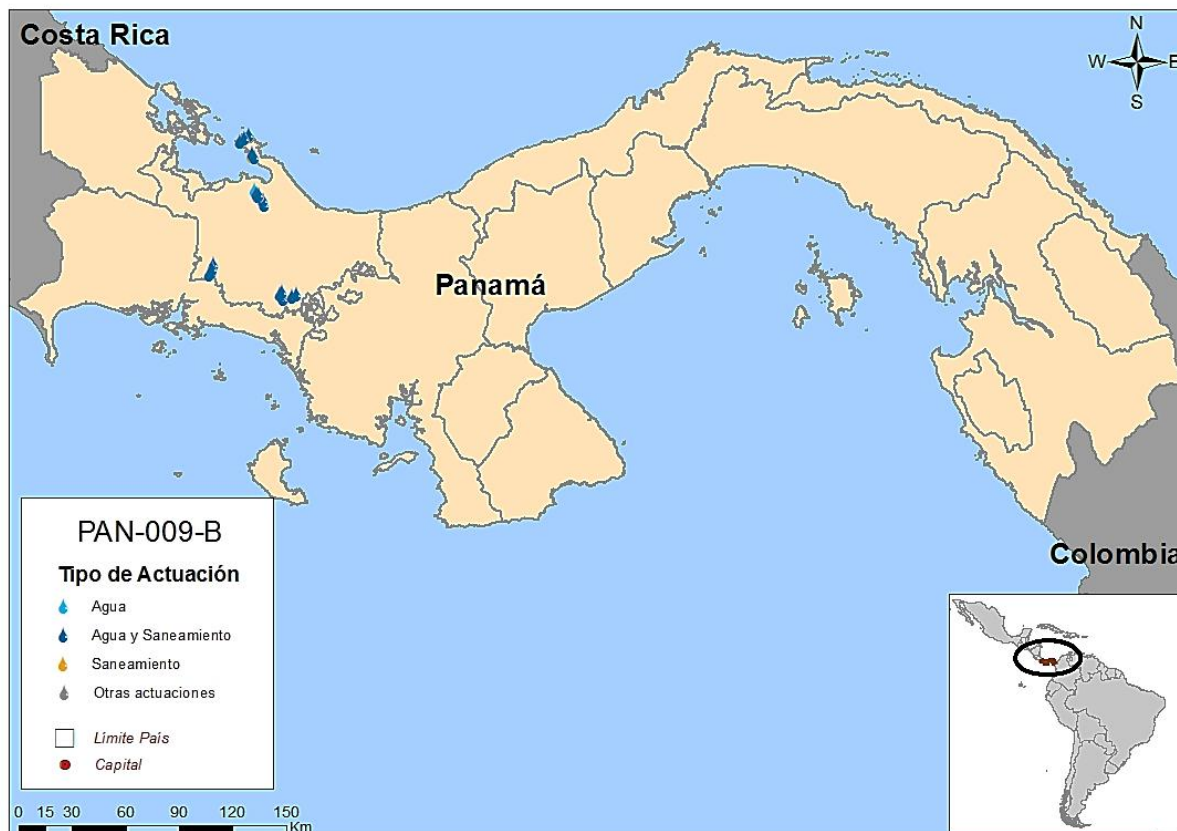 Costa Rica
N
W E
S
Panamá
Colombia
PAN-009-B
Tipo de Actuación
Agua
Agua y Saneamiento
Saneamiento
Otras actuaciones
Límite País
Capital
0 15 30 60 90 120 150
Km